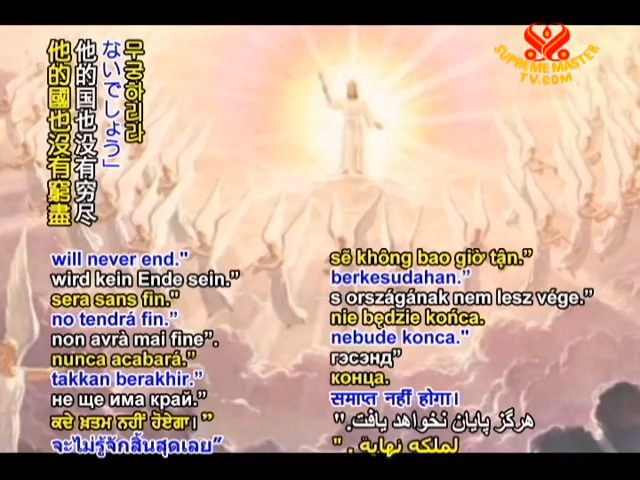 SUPREME MASTER
TV.COM
무궁하리라
ないでしょう」
他的国也没有穷尽
他的國也沒有窮盡
will never end."
wird kein Ende sein.”
sera sans fin."
no tendrá fin.”
non avrà mai fine”.
nunca acabará.”
takkan berakhir.”
не ще има край.”
ਕਦੇ ਖ਼ਤਮ ਨਹੀਂ ਹੋਏਗਾ।”
จะไม่รู้จักสิ้นสุดเลย”
sẽ không bao giờ tận.”
berkesudahan.”
s országának nem lesz vége.”
nie będzie końca.
nebude konca."
гэсэнд”
конца.
समाप्त नहीं होगा।
هرگز پایان نخواهد یافت."
لملكه نهاية . "